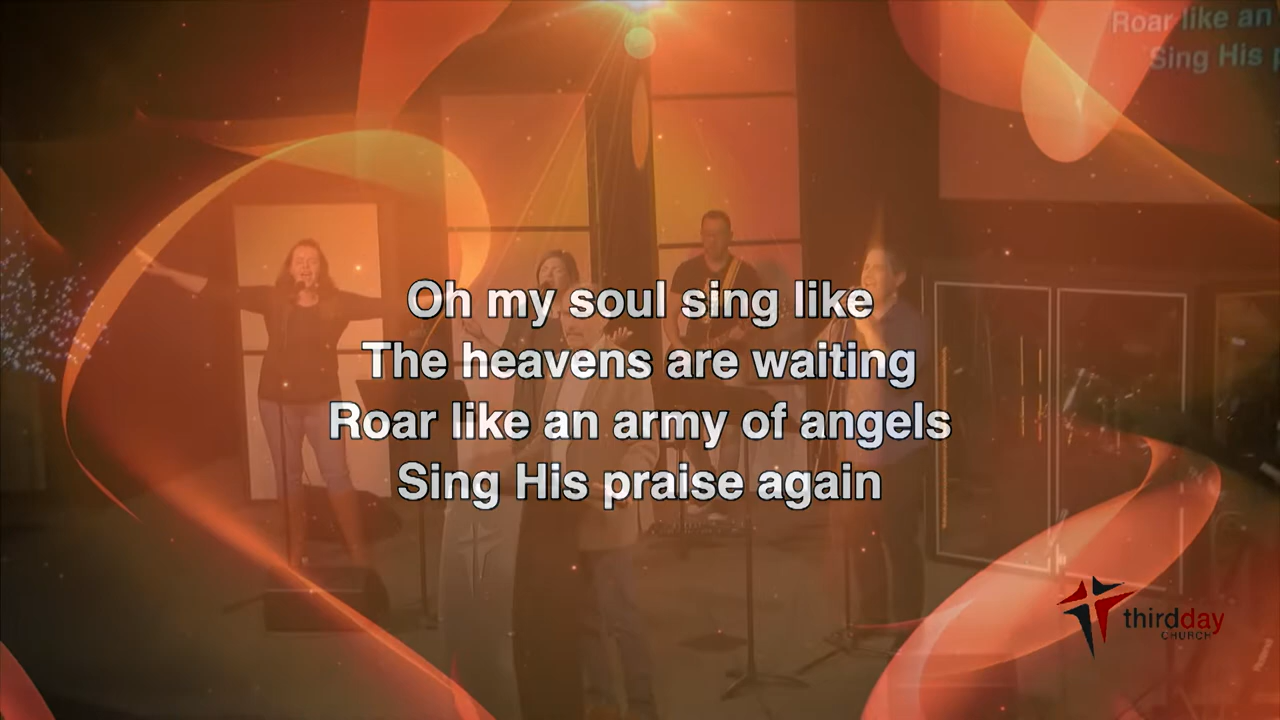 Roar like an
Sing His
Oh my soul sing like
The heavens are waiting
Roar like an army of angels
Sing His praise again
thirdday
CHURCH